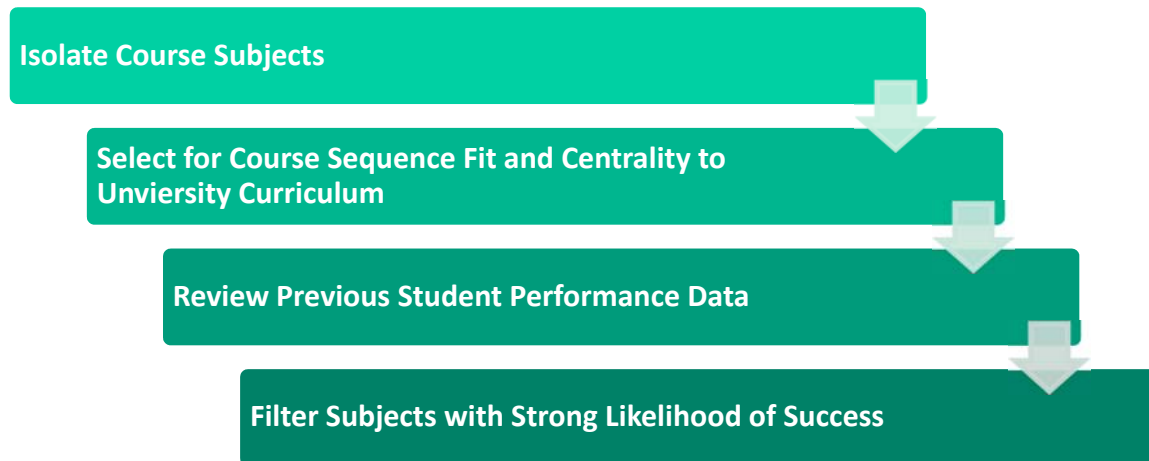 Isolate Course Subjects
Select for Course Sequence Fit and Centrality to
Unviersity Curriculum
Review Previous Student Performance Data
Filter Subjects with Strong Likelihood of Success